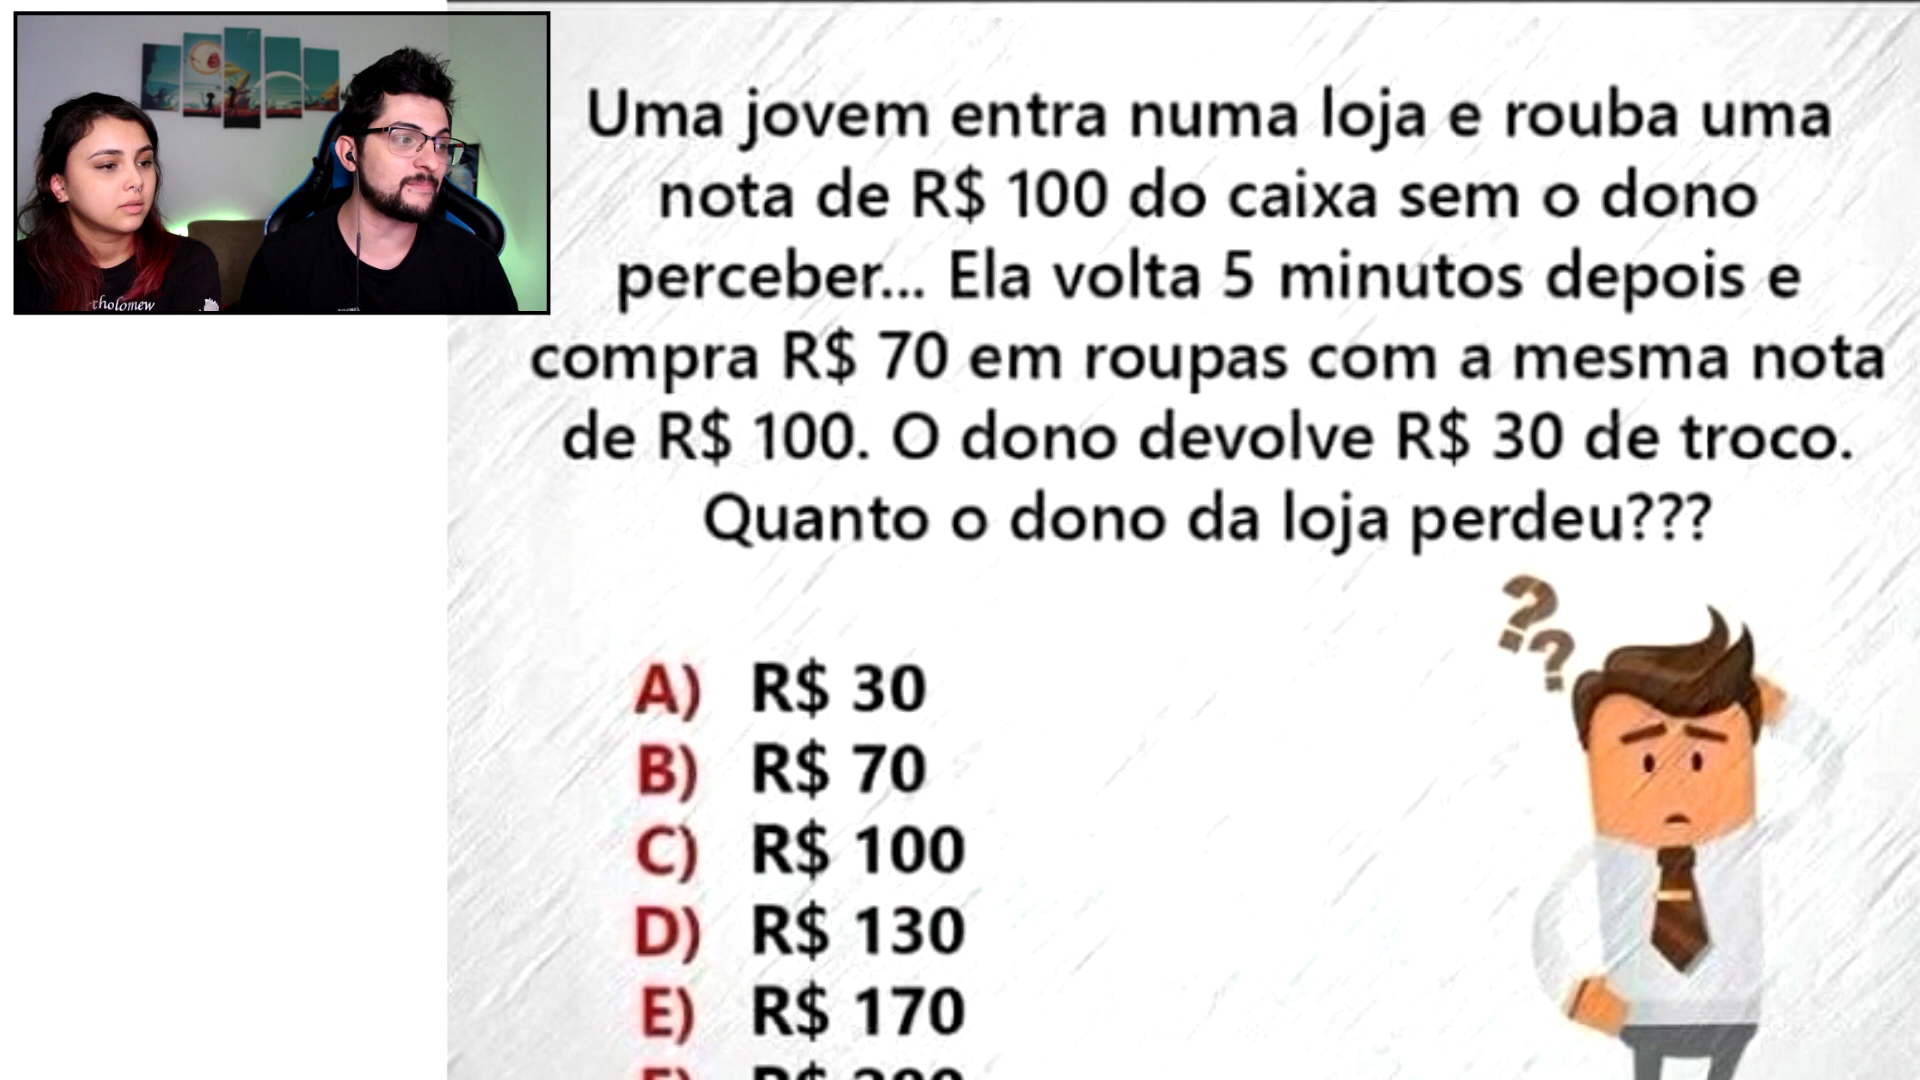 Uma jovem entra numa loja e rouba uma
nota de R$ 100 do caixa sem o dono
perceber... Ela volta 5 minutos depois e
compra R$ 70 em roupas com a mesma nota
de R$ 100. O dono devolve R$ 30 de troco.
Quanto o dono da loja perdeu???
tholomew
??
A) R$ 30
B) R$ 70
C) R$ 100
D) R$ 130
E) R$ 170